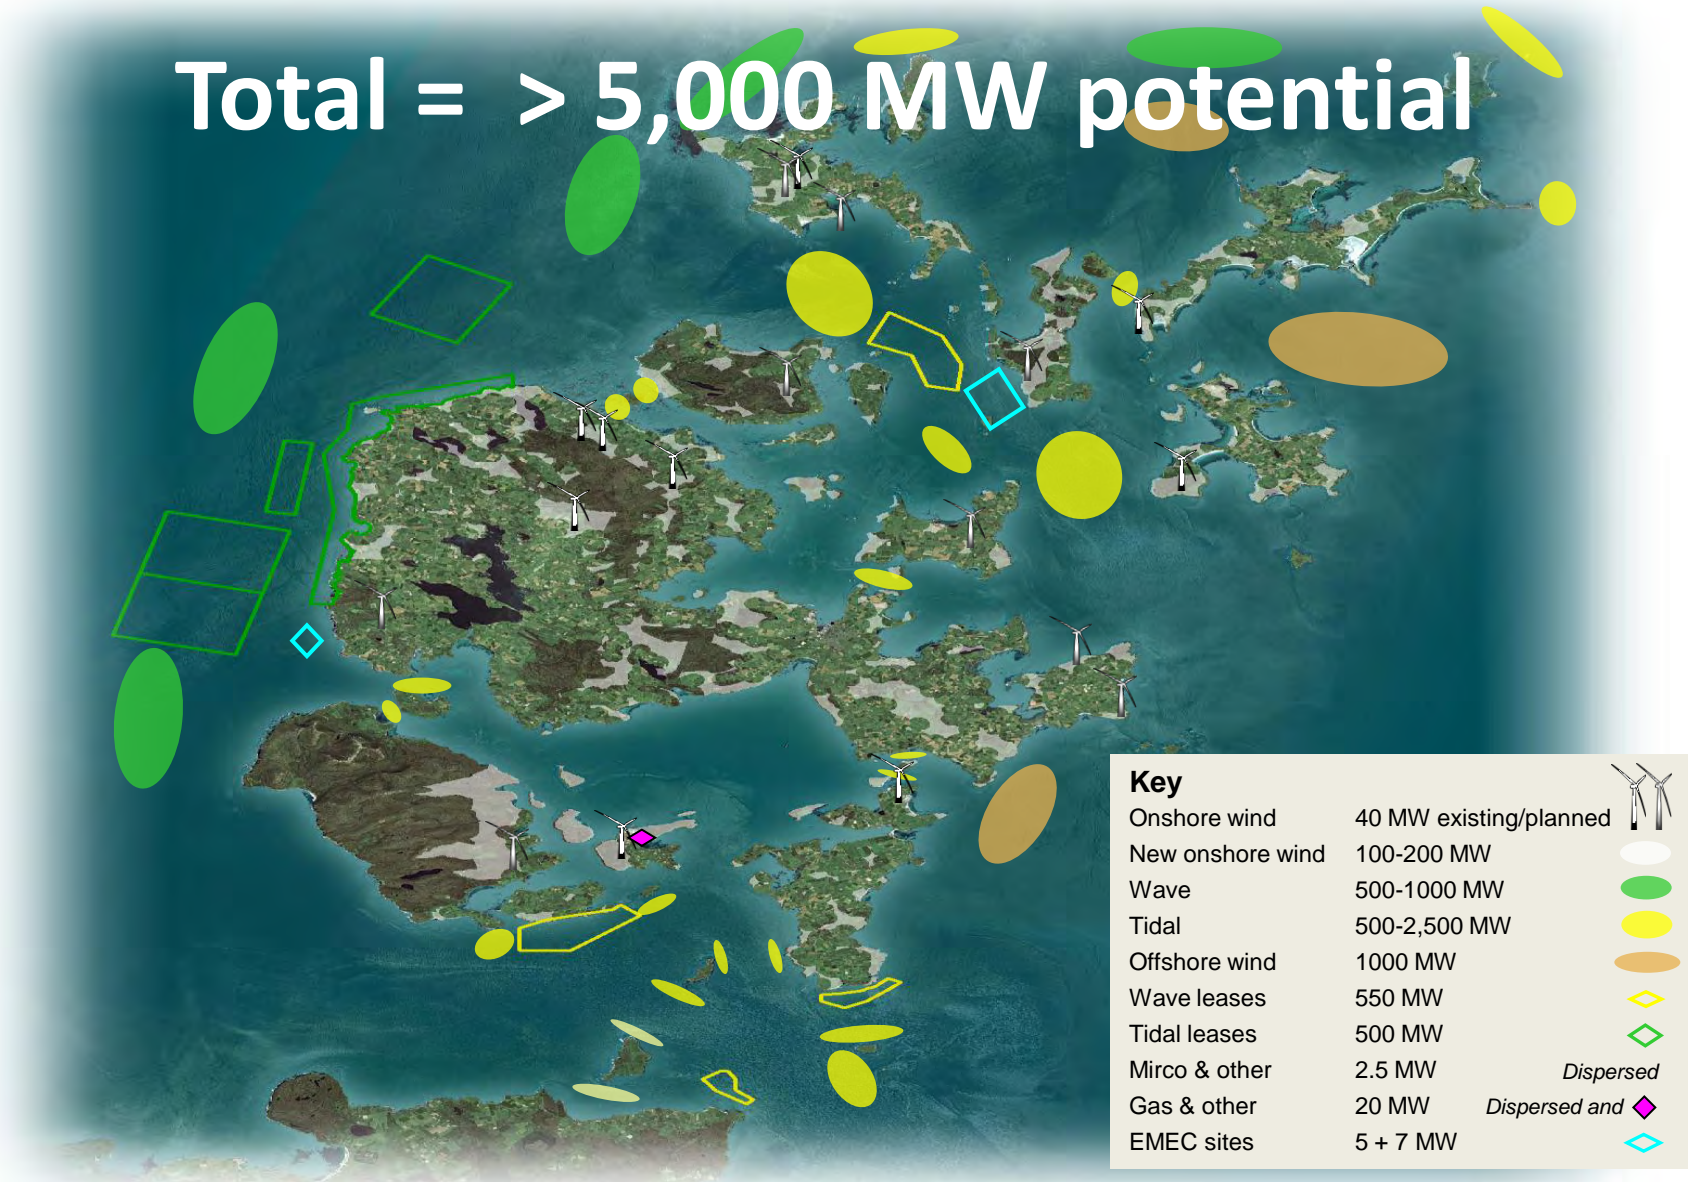 Total = > 5,000 MW potential
Key
Onshore wind 40 MW existing/planned
New onshore wind 100-200 MW
Wave 500-1000 MW
Tidal 500-2,500 MW
Offshore wind 1000 MW
Wave leases 550 MW
Tidal leases 500 MW
Mirco & other 2.5 MW Dispersed
Gas & other 20 MW Dispersed and
EMEC sites 5 + 7 MW